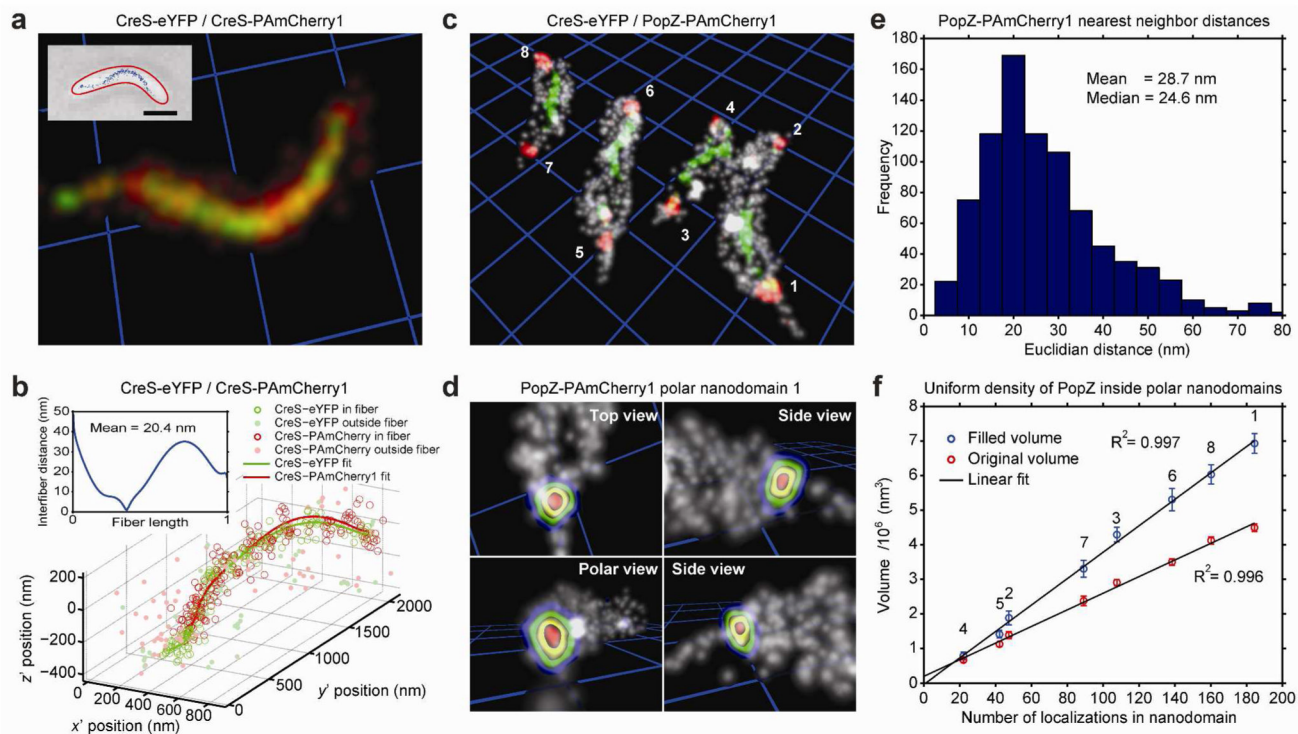 a
CreS-eYFP / CreS-PAmCherry1
b
CreS-eYFP / CreS-PAmCherry1
50
40
30
20
10
0
Interfiber distance (nm)
Mean = 20.4 nm
0
Fiber length
1
CreS-eYFP in fiber
CreS-eYFP outside fiber
CreS-PAmCherry in fiber
CreS-PAmCherry outside fiber
CreS-eYFP fit
CreS-PAmCherry1 fit
200
0
-200
-400
z' position (nm)
0
200
400
600
800
x' position (nm)
0
500
1000
1500
2000
y' position (nm)
c
CreS-eYFP / PopZ-PAmCherry1
8
6
4
2
7
5
3
1
d
PopZ-PAmCherry1 polar nanodomain 1
Top view
Side view
Polar view
Side view
e
PopZ-PAmCherry1 nearest neighbor distances
180
160
140
120
100
80
60
40
20
0
Frequency
Mean = 28.7 nm
Median = 24.6 nm
0 10 20 30 40 50 60 70 80
Euclidian distance (nm)
f
Uniform density of PopZ inside polar nanodomains
8
7
6
5
4
3
2
1
0
Volume /10⁶ (nm³)
Filled volume
Original volume
Linear fit
R²= 0.997
R²= 0.996
1
8
6
3
7
2
5
4
0 20 40 60 80 100 120 140 160 180 200
Number of localizations in nanodomain